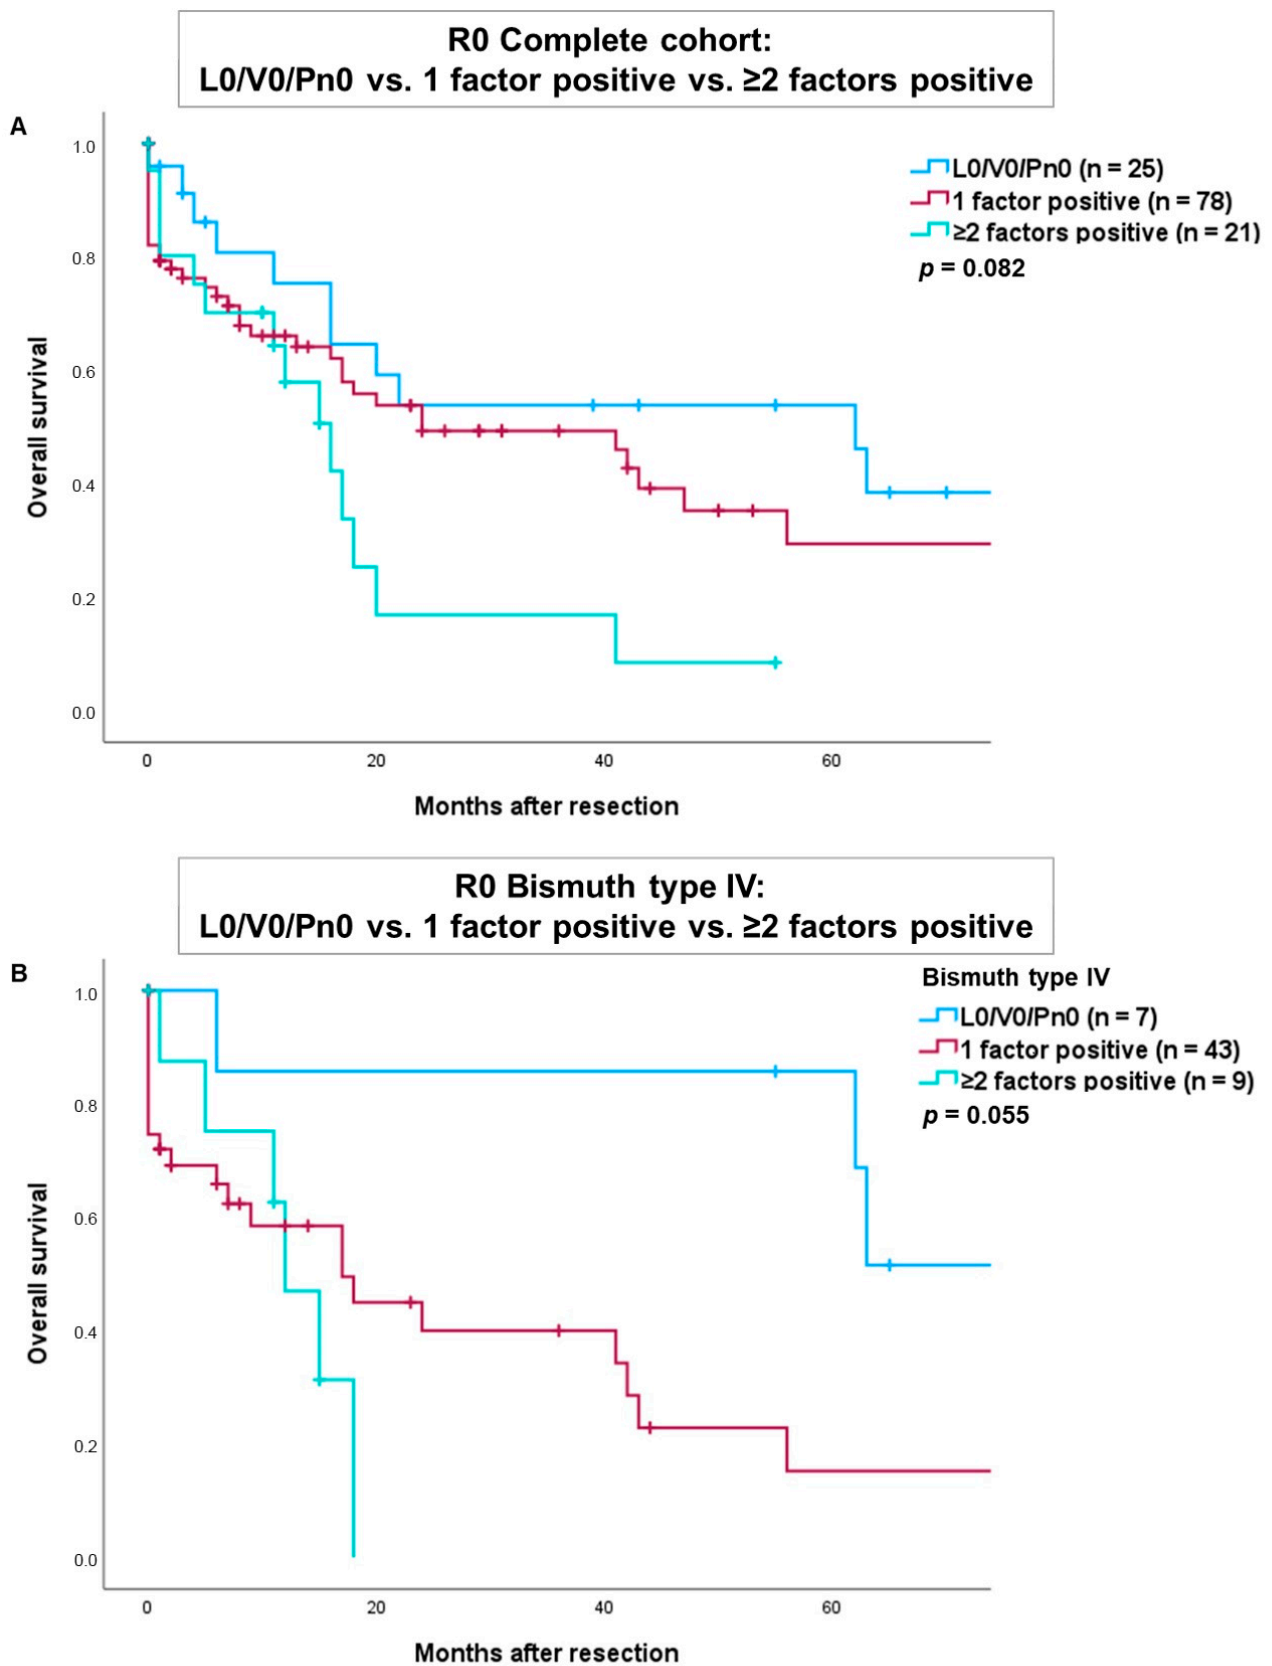 R0 Complete cohort:
L0/V0/Pn0 vs. 1 factor positive vs. ≥2 factors positive
A
1.0
0.8
0.6
0.4
0.2
0.0
Overall survival
L0/V0/Pn0 (n = 25)
1 factor positive (n = 78)
≥2 factors positive (n = 21)
p = 0.082
0 20 40 60
Months after resection
R0 Bismuth type IV:
L0/V0/Pn0 vs. 1 factor positive vs. ≥2 factors positive
B
1.0
0.8
0.6
0.4
0.2
0.0
Overall survival
Bismuth type IV
L0/V0/Pn0 (n = 7)
1 factor positive (n = 43)
≥2 factors positive (n = 9)
p = 0.055
0 20 40 60
Months after resection